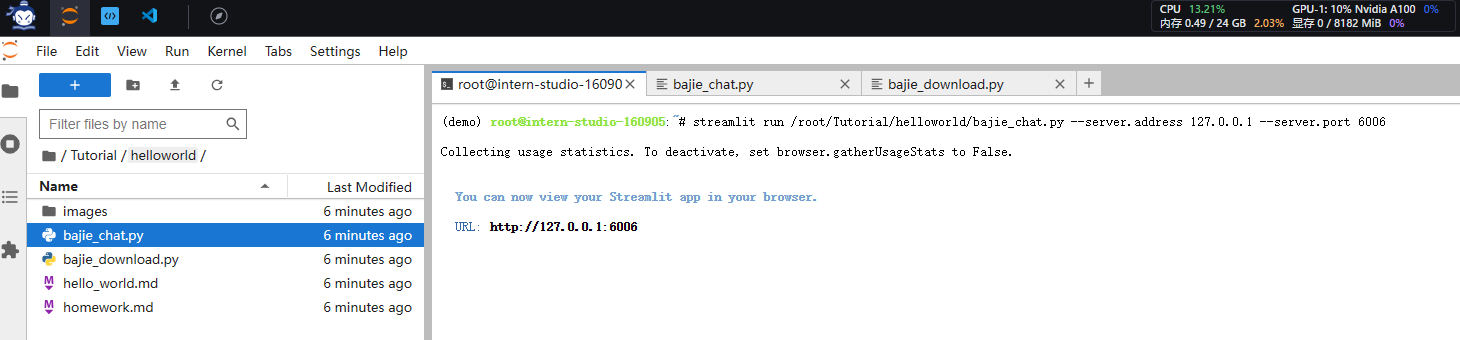 CPU 13.21% GPU-1: 10% Nvidia A100 0%
内存 0.49 / 24 GB 2.03% 显存 0 / 8182 MiB 0%
File Edit View Run Kernel Tabs Settings Help
+
root@intern-studio-16090 × bajie_chat.py × bajie_download.py × +
Filter files by name
/ Tutorial / helloworld /
Name Last Modified
images 6 minutes ago
bajie_chat.py 6 minutes ago
bajie_download.py 6 minutes ago
hello_world.md 6 minutes ago
homework.md 6 minutes ago
(demo) root@intern-studio-160905:~# streamlit run /root/Tutorial/helloworld/bajie_chat.py --server.address 127.0.0.1 --server.port 6006
Collecting usage statistics. To deactivate, set browser.gatherUsageStats to False.
You can now view your Streamlit app in your browser.
URL: http://127.0.0.1:6006